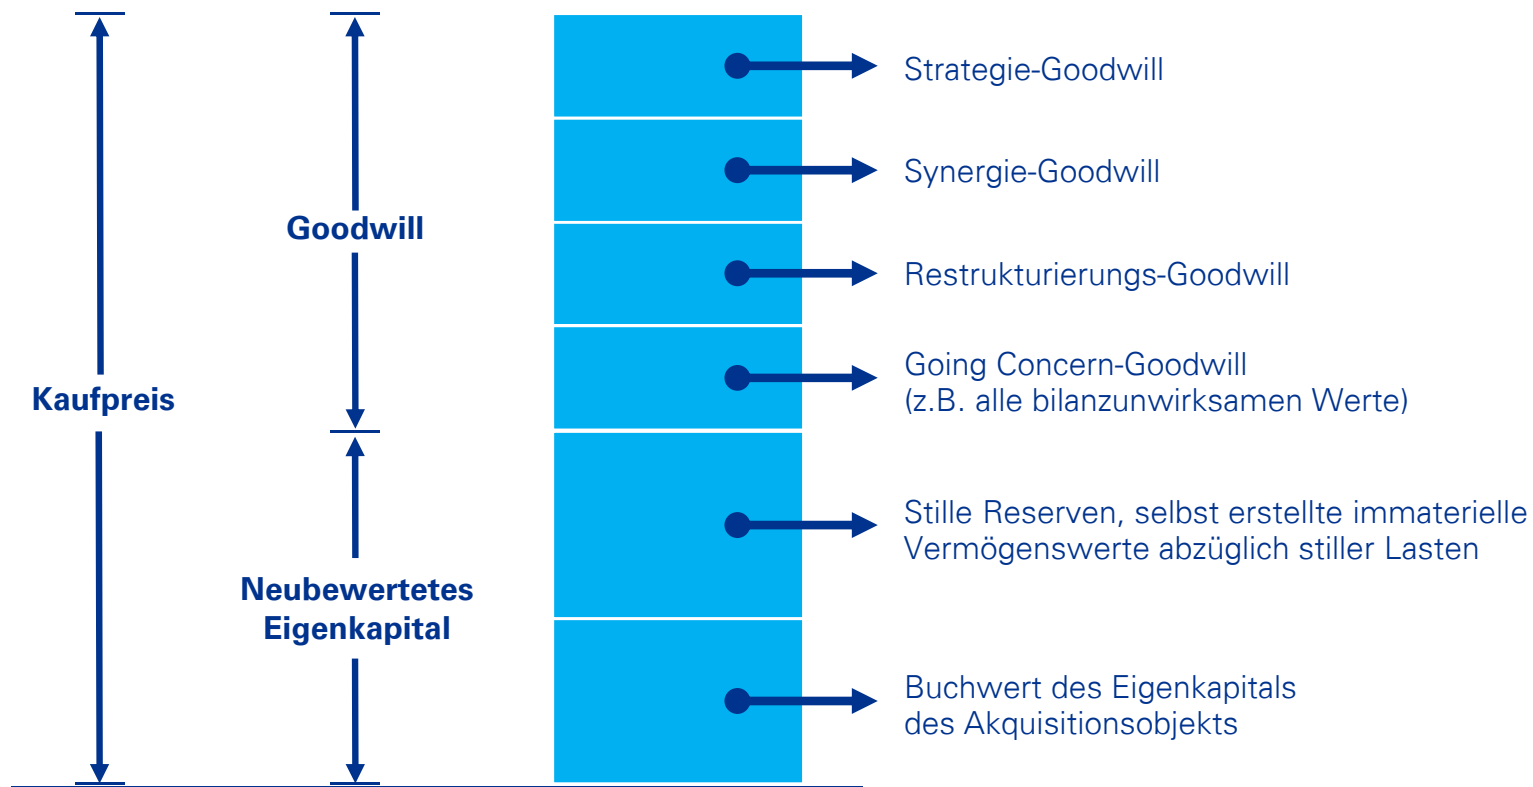 Strategie-Goodwill
Synergie-Goodwill
Goodwill
Restrukturierungs-Goodwill
Kaufpreis
Going Concern-Goodwill
(z.B. alle bilanzunwirksamen Werte)
Stille Reserven, selbst erstellte immaterielle
Vermögenswerte abzüglich stiller Lasten
Neubewertetes
Eigenkapital
Buchwert des Eigenkapitals
des Akquisitionsobjekts